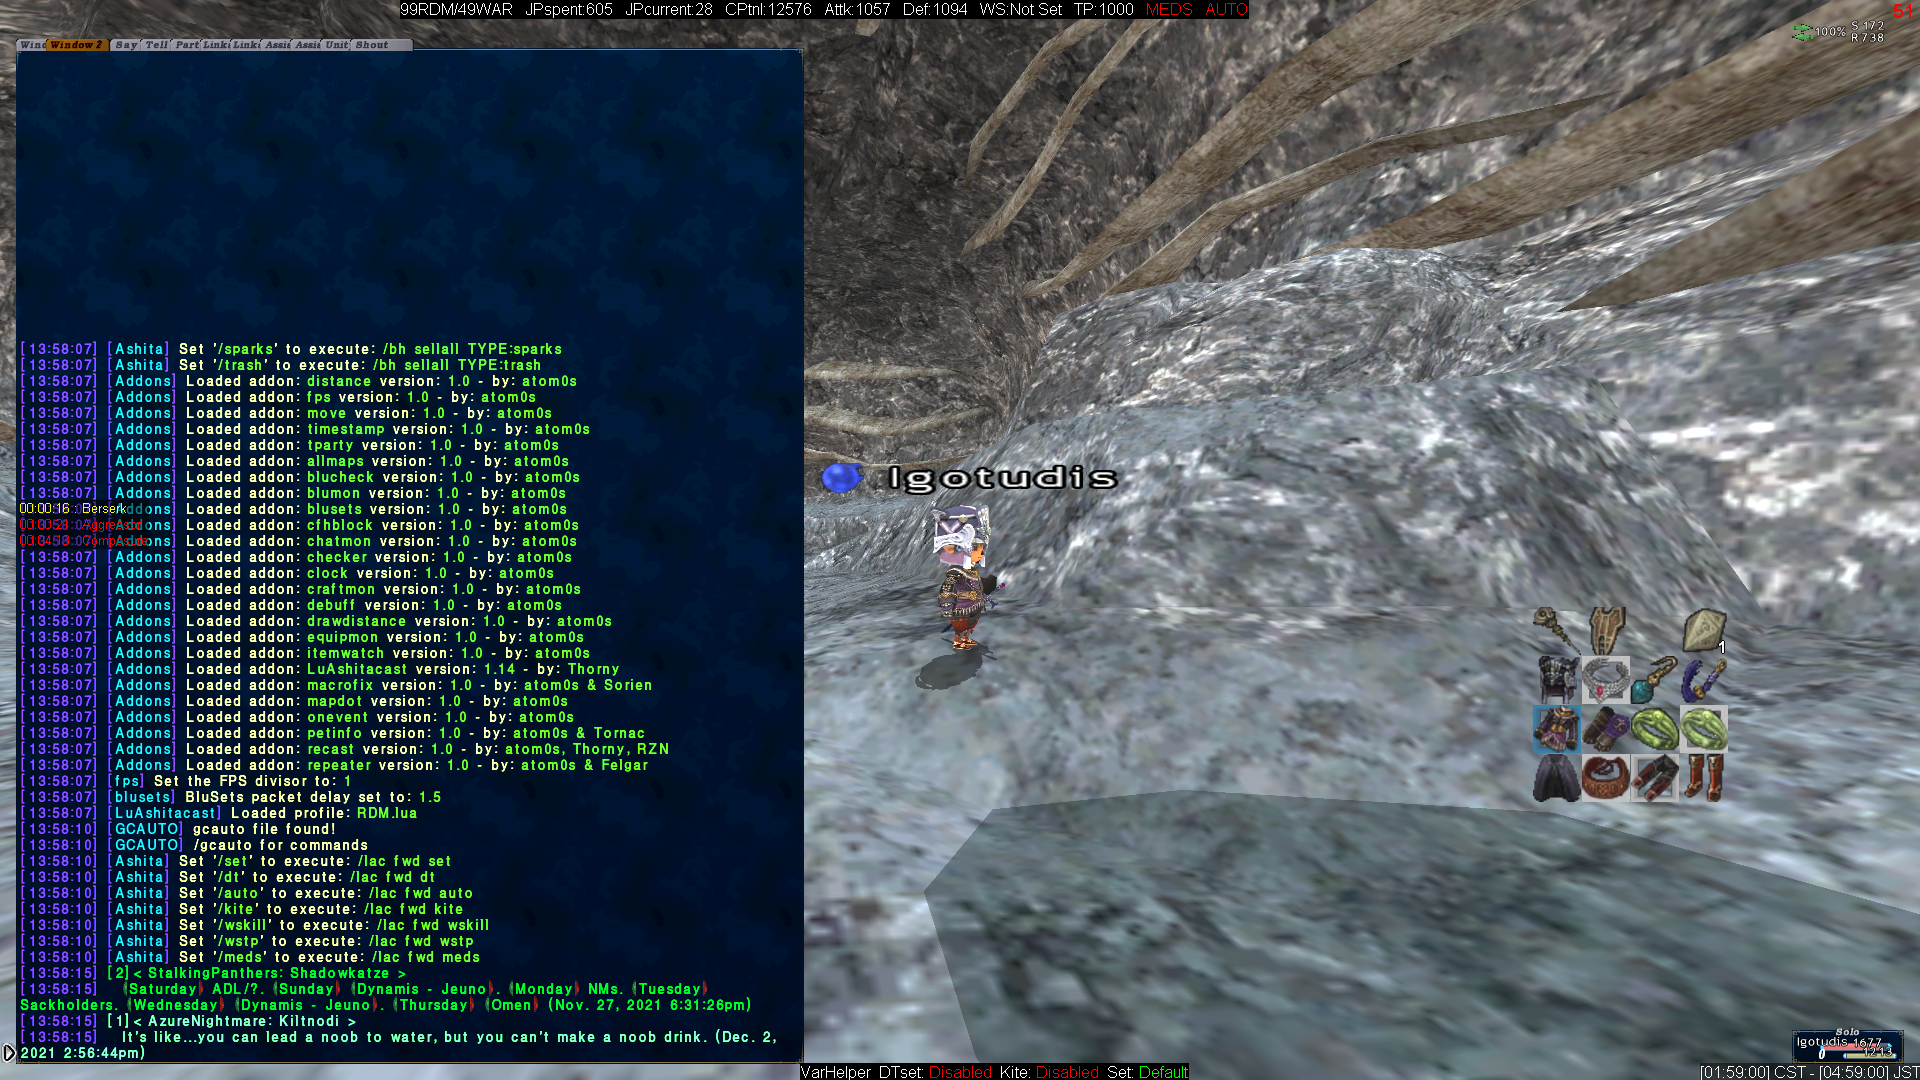 99RDM/49WAR JPspent:605 JPcurrent:28 CPtnl:12576 Attk:1057 Def:1094 WS:Not Set TP:1000 MEDS AUTO
51
100% S 172
R 738
Wind Window 2 Say Tell Part Link Link Assi Assi Unit Shout
[13:58:07] [Ashita] Set '/sparks' to execute: /bh sellall TYPE:sparks
[13:58:07] [Ashita] Set '/trash' to execute: /bh sellall TYPE:trash
[13:58:07] [Addons] Loaded addon: distance version: 1.0 - by: atom0s
[13:58:07] [Addons] Loaded addon: fps version: 1.0 - by: atom0s
[13:58:07] [Addons] Loaded addon: move version: 1.0 - by: atom0s
[13:58:07] [Addons] Loaded addon: timestamp version: 1.0 - by: atom0s
[13:58:07] [Addons] Loaded addon: tparty version: 1.0 - by: atom0s
[13:58:07] [Addons] Loaded addon: allmaps version: 1.0 - by: atom0s
[13:58:07] [Addons] Loaded addon: blucheck version: 1.0 - by: atom0s
[13:58:07] [Addons] Loaded addon: blumon version: 1.0 - by: atom0s
00:00:16 : Berserk Loaded addon: blusets version: 1.0 - by: atom0s
Loaded addon: cfhblock version: 1.0 - by: atom0s
Loaded addon: chatmon version: 1.0 - by: atom0s
[13:58:07] [Addons] Loaded addon: checker version: 1.0 - by: atom0s
[13:58:07] [Addons] Loaded addon: clock version: 1.0 - by: atom0s
[13:58:07] [Addons] Loaded addon: craftmon version: 1.0 - by: atom0s
[13:58:07] [Addons] Loaded addon: debuff version: 1.0 - by: atom0s
[13:58:07] [Addons] Loaded addon: drawdistance version: 1.0 - by: atom0s
[13:58:07] [Addons] Loaded addon: equipmon version: 1.0 - by: atom0s
[13:58:07] [Addons] Loaded addon: itemwatch version: 1.0 - by: atom0s
[13:58:07] [Addons] Loaded addon: LuAshitacast version: 1.14 - by: Thorny
[13:58:07] [Addons] Loaded addon: macrofix version: 1.0 - by: atom0s & Sorien
[13:58:07] [Addons] Loaded addon: mapdot version: 1.0 - by: atom0s
[13:58:07] [Addons] Loaded addon: onevent version: 1.0 - by: atom0s
[13:58:07] [Addons] Loaded addon: petinfo version: 1.0 - by: atom0s & Tornac
[13:58:07] [Addons] Loaded addon: recast version: 1.0 - by: atom0s, Thorny, RZN
[13:58:07] [Addons] Loaded addon: repeater version: 1.0 - by: atom0s & Felgar
[13:58:07] [fps] Set the FPS divisor to: 1
[13:58:07] [blusets] BluSets packet delay set to: 1.5
[13:58:07] [LuAshitacast] Loaded profile: RDM.lua
[13:58:10] [GCAUTO] gcauto file found!
[13:58:10] [GCAUTO] /gcauto for commands
[13:58:10] [Ashita] Set '/set' to execute: /lac fwd set
[13:58:10] [Ashita] Set '/dt' to execute: /lac fwd dt
[13:58:10] [Ashita] Set '/auto' to execute: /lac fwd auto
[13:58:10] [Ashita] Set '/kite' to execute: /lac fwd kite
[13:58:10] [Ashita] Set '/wskill' to execute: /lac fwd wskill
[13:58:10] [Ashita] Set '/wstp' to execute: /lac fwd wstp
[13:58:10] [Ashita] Set '/meds' to execute: /lac fwd meds
[13:58:15] [2]< StalkingPanthers: Shadowkatze >
[13:58:15] (Saturday) ADL/?. (Sunday) (Dynamis - Jeuno). (Monday) NMs. (Tuesday)
Sackholders. (Wednesday) (Dynamis - Jeuno). (Thursday) (Omen) (Nov. 27, 2021 6:31:26pm)
[13:58:15] [1]< AzureNightmare: Kiltnodi >
[13:58:15] It's like...you can lead a noob to water, but you can't make a noob drink. (Dec. 2,
2021 2:56:44pm)
Igotudis
1
Solo
Igotudis 1677
0 1213
VarHelper DTset: Disabled Kite: Disabled Set: Default
[01:59:00] CST - [04:59:00] JST